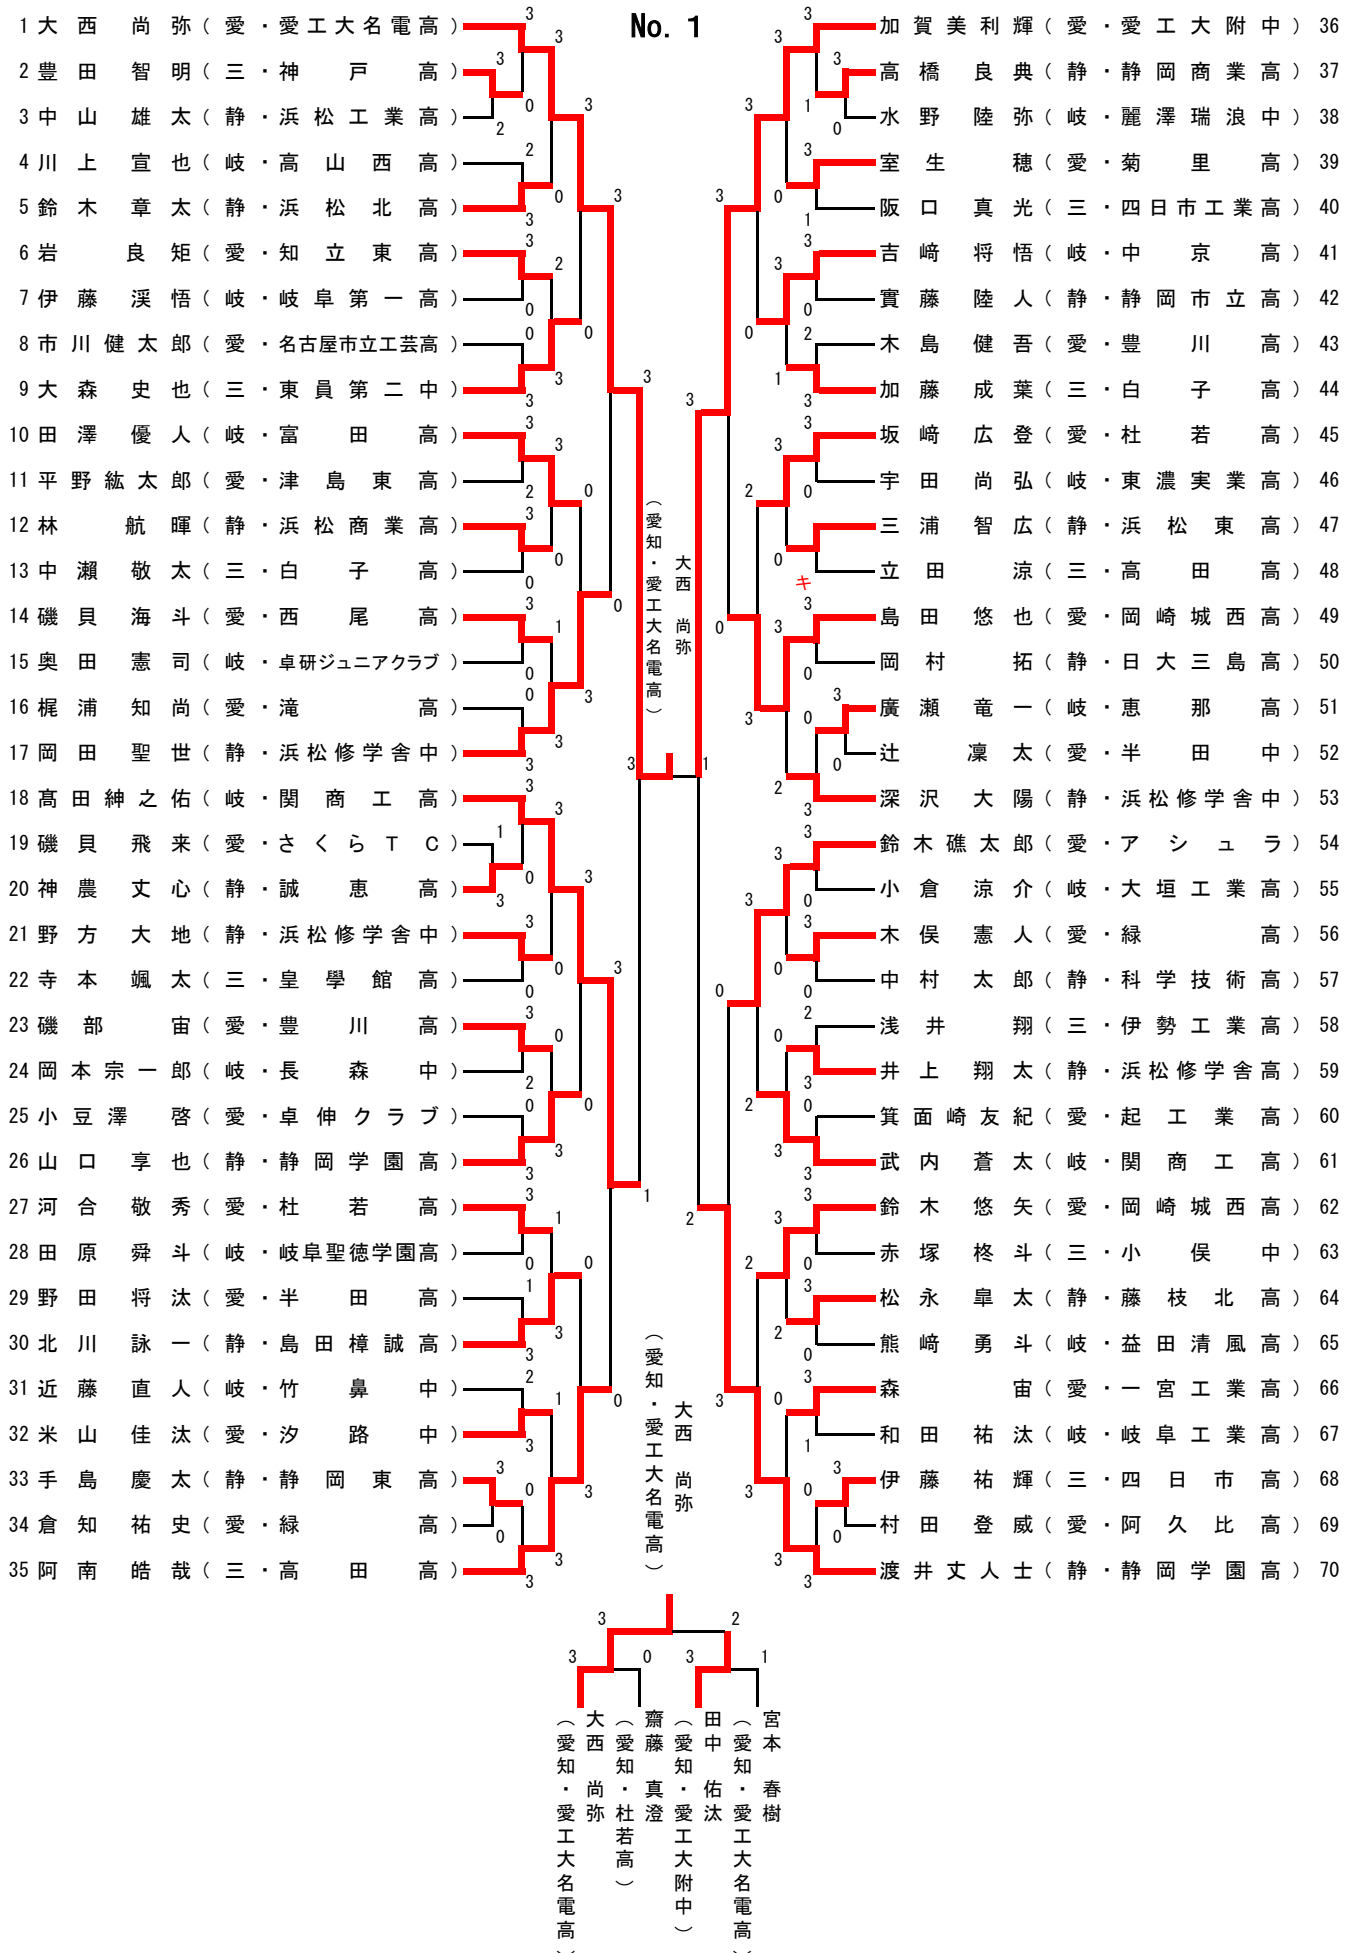 No. 1
1 大西尚弥（愛・愛工大名電高）
2 豊田智明（三・神戸高）
3 中山雄太（静・浜松工業高）
4 川上宣也（岐・高山西高）
5 鈴木章太（静・浜松北高）
6 岩良矩（愛・知立東高）
7 伊藤渓悟（岐・岐阜第一高）
8 市川健太郎（愛・名古屋市立工芸高）
9 大森史也（三・東員第二中）
10 田澤優人（岐・富田高）
11 平野紘太郎（愛・津島東高）
12 林航暉（静・浜松商業高）
13 中瀬敬太（三・白子高）
14 磯貝海斗（愛・西尾高）
15 奥田憲司（岐・卓研ジュニアクラブ）
16 梶浦知尚（愛・滝高）
17 岡田聖世（静・浜松修学舎中）
18 髙田紳之佑（岐・関商工高）
19 磯貝飛来（愛・さくらＴＣ）
20 神農丈心（静・誠恵高）
21 野方大地（静・浜松修学舎中）
22 寺本颯太（三・皇學館高）
23 磯部宙（愛・豊川高）
24 岡本宗一郎（岐・長森中）
25 小豆澤啓（愛・卓伸クラブ）
26 山口享也（静・静岡学園高）
27 河合敬秀（愛・杜若高）
28 田原舜斗（岐・岐阜聖徳学園高）
29 野田将汰（愛・半田高）
30 北川詠一（静・島田樟誠高）
31 近藤直人（岐・竹鼻中）
32 米山佳汰（愛・汐路中）
33 手島慶太（静・静岡東高）
34 倉知祐史（愛・緑高）
35 阿南皓哉（三・高田高）
加賀美利輝（愛・愛工大附中）36
高橋良典（静・静岡商業高）37
水野陸弥（岐・麗澤瑞浪中）38
室生穂（愛・菊里高）39
阪口真光（三・四日市工業高）40
吉﨑将悟（岐・中京高）41
實藤陸人（静・静岡市立高）42
木島健吾（愛・豊川高）43
加藤成葉（三・白子高）44
坂﨑広登（愛・杜若高）45
宇田尚弘（岐・東濃実業高）46
三浦智広（静・浜松東高）47
立田涼（三・高田高）48
キ
島田悠也（愛・岡崎城西高）49
岡村拓（静・日大三島高）50
廣瀬竜一（岐・恵那高）51
辻凜太（愛・半田中）52
深沢大陽（静・浜松修学舎中）53
鈴木礁太郎（愛・アシュラ）54
小倉涼介（岐・大垣工業高）55
木俣憲人（愛・緑高）56
中村太郎（静・科学技術高）57
浅井翔（三・伊勢工業高）58
井上翔太（静・浜松修学舎高）59
箕面崎友紀（愛・起工業高）60
武内蒼太（岐・関商工高）61
鈴木悠矢（愛・岡崎城西高）62
赤塚柊斗（三・小俣中）63
松永皐太（静・藤枝北高）64
熊﨑勇斗（岐・益田清風高）65
森宙（愛・一宮工業高）66
和田祐汰（岐・岐阜工業高）67
伊藤祐輝（三・四日市高）68
村田登威（愛・阿久比高）69
渡井丈人士（静・静岡学園高）70
大西 尚弥
（愛知・愛工大名電高）
大西 尚弥
（愛知・愛工大名電高）
3 2
3 0 3 1
大西 尚弥
（愛知・愛工大名電高）
齋藤 真澄
（愛知・杜若高）
田中 佑汰
（愛知・愛工大附中）
宮本 春樹
（愛知・愛工大名電高）